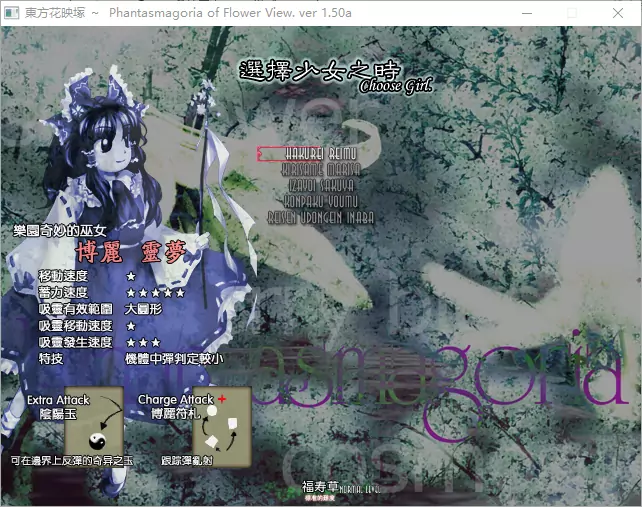 東方花映塚 ~ Phantasmagoria of Flower View. ver 1.50a
選擇少女之時
Choose Girl.
HAKUREI REIMU
KIRISAME MARISA
IZAYOI SAKUYA
KONPAKU YOUMU
REISEN UDONGEIN INABA
樂園奇妙的巫女
博麗 靈夢
移動速度 ★
蓄力速度 ★★★★★
吸靈有效範圍 大圓形
吸靈移動速度 ★
吸靈發生速度 ★★★
特技 機體中彈判定較小
Phantasmagoria
Extra Attack
陰陽玉
可在邊界上反彈的奇异之玉
Charge Attack +
博麗符札
跟踪彈亂射
福寿草 NORMAL LEVEL